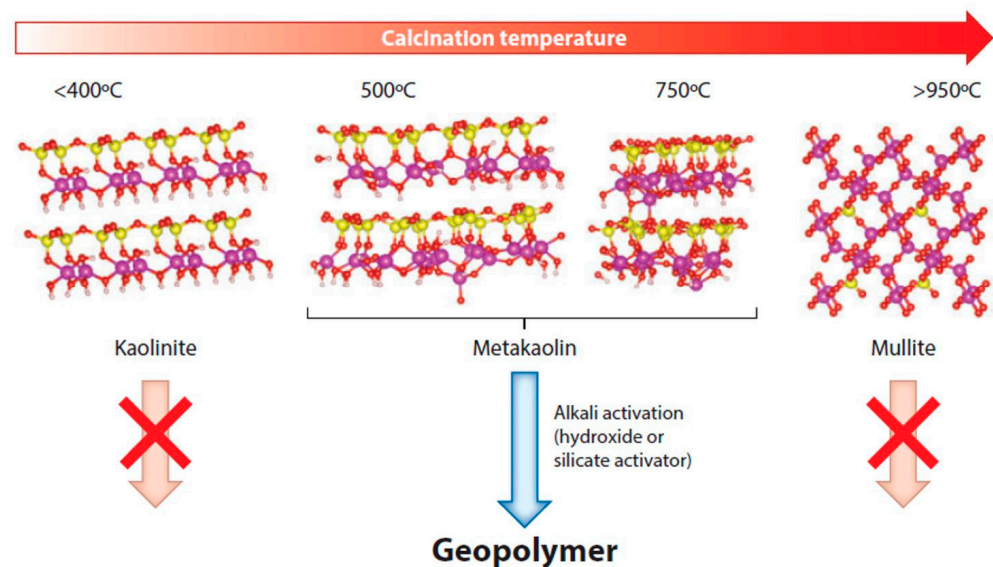 Calcination temperature
<400ºC
500ºC
750ºC
>950ºC
Kaolinite
Metakaolin
Mullite
Alkali activation
(hydroxide or
silicate activator)
Geopolymer